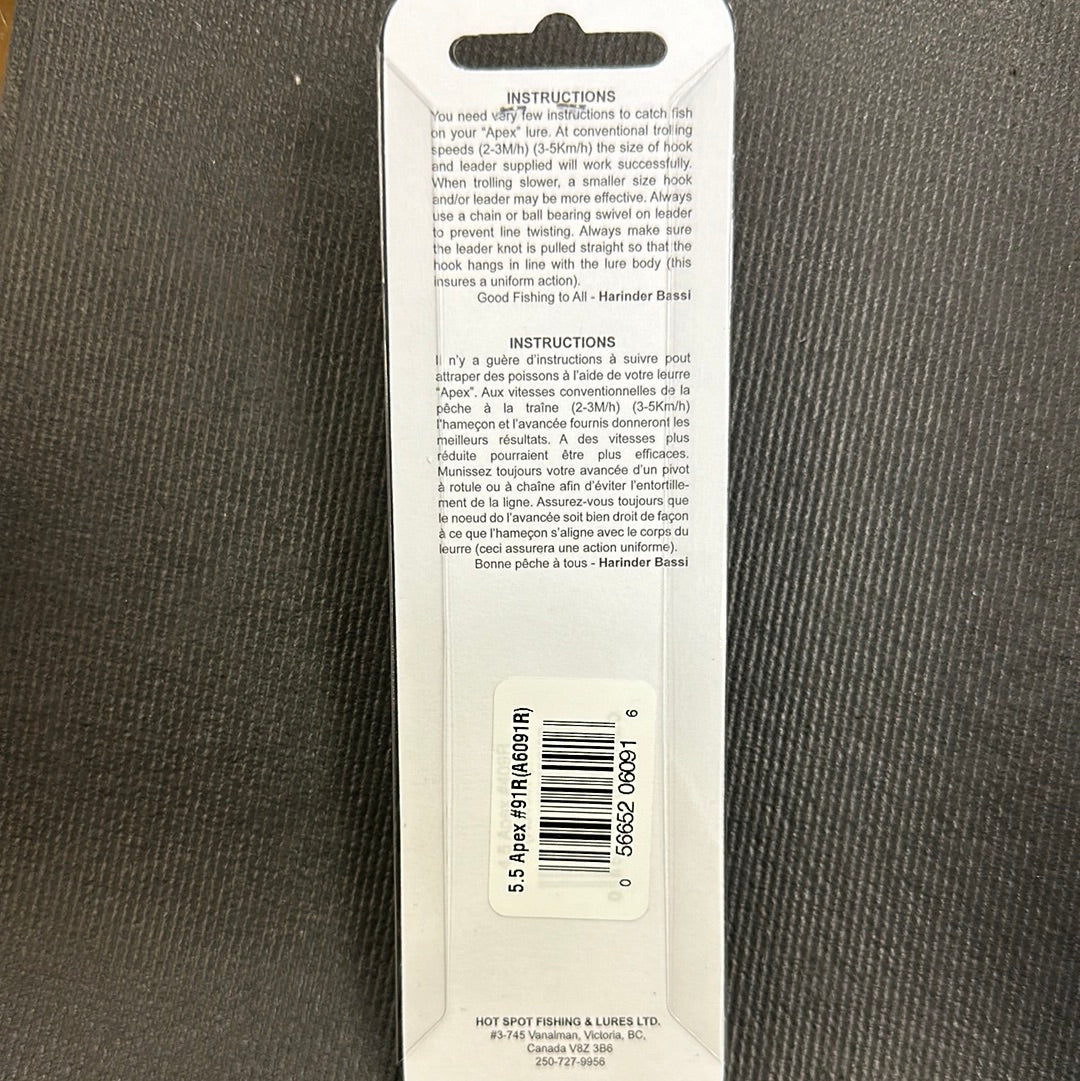 INSTRUCTIONS
You need vary few instructions to catch fish
on your “Apex” lure. At conventional trolling
speeds (2-3M/h) (3-5Km/h) the size of hook
and leader supplied will work successfully.
When trolling slower, a smaller size hook
and/or leader may be more effective. Always
use a chain or ball bearing swivel on leader
to prevent line twisting. Always make sure
the leader knot is pulled straight so that the
hook hangs in line with the lure body (this
insures a uniform action).
Good Fishing to All - Harinder Bassi
INSTRUCTIONS
Il n'y a guère d'instructions à suivre pout
attraper des poissons à l'aide de votre leurre
“Apex”. Aux vitesses conventionnelles de la
pêche à la traîne (2-3M/h) (3-5Km/h)
l'hameçon et l'avancée fournis donneront les
meilleurs résultats. A des vitesses plus
réduite pourraient être plus efficaces.
Munissez toujours votre avancée d'un pivot
à rotule ou à chaîne afin d'éviter l'entortille-
ment de la ligne. Assurez-vous toujours que
le noeud do l'avancée soit bien droit de façon
à ce que l'hameçon s'aligne avec le corps du
leurre (ceci assurera une action uniforme).
Bonne pêche à tous - Harinder Bassi
5.5 Apex #91R(A6091R)
0 56652 06091 6
HOT SPOT FISHING & LURES LTD.
#3-745 Vanalman, Victoria, BC,
Canada V8Z 3B6
250-727-9956